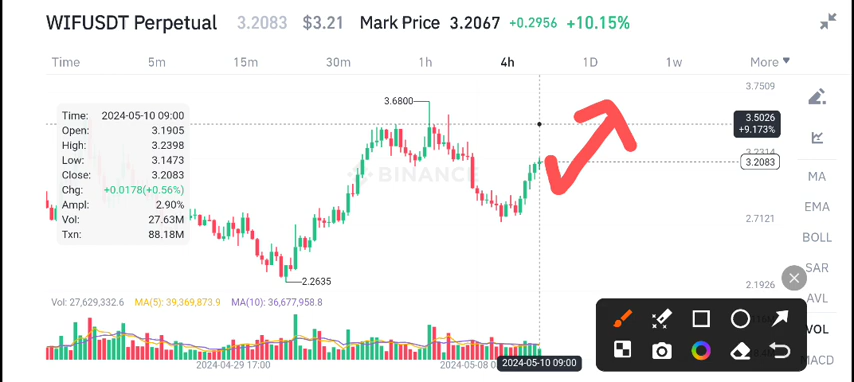 WIFUSDT Perpetual 3.2083 $3.21 Mark Price 3.2067 +0.2956 +10.15%
Time 5m 15m 30m 1h 4h 1D 1w More
3.7509
3.6800
3.5026
+9.173%
3.2083
2.7121
2.1926
2.2635
Time: 2024-05-10 09:00
Open: 3.1905
High: 3.2398
Low: 3.1473
Close: 3.2083
Chg: +0.0178(+0.56%)
Ampl: 2.90%
Vol: 27.63M
Txn: 88.18M
BINANCE
MA
EMA
BOLL
SAR
AVL
VOL
MACD
Vol: 27,629,332.6 MA(5): 39,369,873.9 MA(10): 36,677,958.8
2024-04-29 17:00
2024-05-08
2024-05-10 09:00